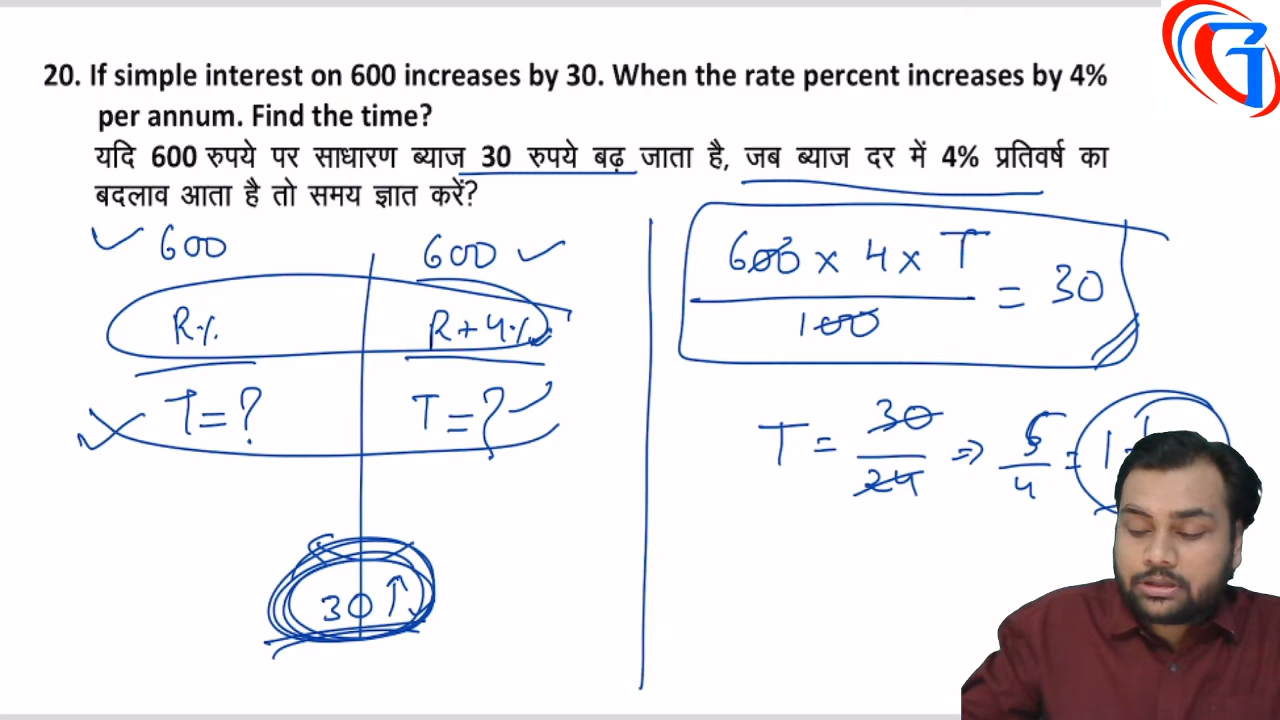 20. If simple interest on 600 increases by 30. When the rate percent increases by 4%
per annum. Find the time?
यदि 600 रुपये पर साधारण ब्याज 30 रुपये बढ़ जाता है, जब ब्याज दर में 4% प्रतिवर्ष का
बदलाव आता है तो समय ज्ञात करें?
600
600
R%
R+4%
T=?
T=?
30↑
600 × 4 × T
100
= 30
T = 30/24 ⇒ 5/4 = 1